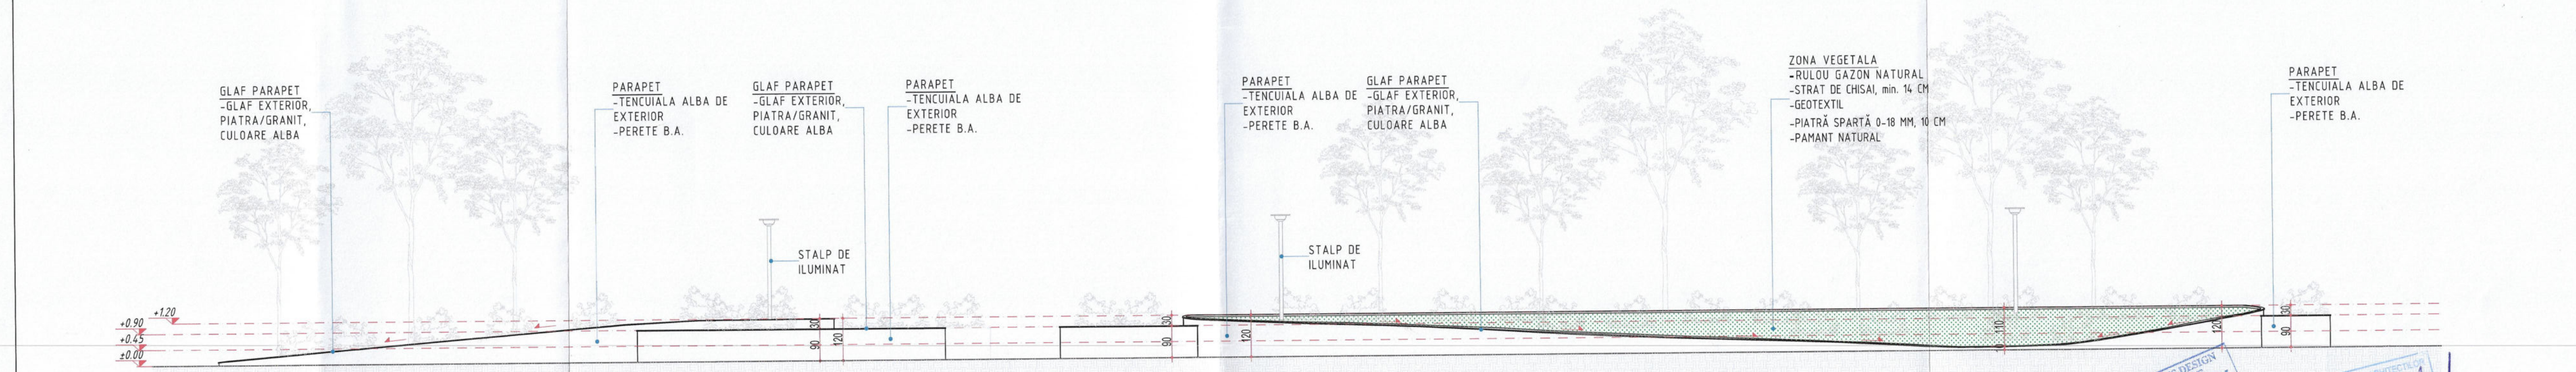 GLAF PARAPET
-GLAF EXTERIOR,
PIATRA/GRANIT,
CULOARE ALBA
PARAPET
-TENCUIALA ALBA DE
EXTERIOR
-PERETE B.A.
GLAF PARAPET
-GLAF EXTERIOR,
PIATRA/GRANIT,
CULOARE ALBA
PARAPET
-TENCUIALA ALBA DE
EXTERIOR
-PERETE B.A.
PARAPET
-TENCUIALA ALBA DE
EXTERIOR
-PERETE B.A.
GLAF PARAPET
-GLAF EXTERIOR,
PIATRA/GRANIT,
CULOARE ALBA
ZONA VEGETALA
-RULOU GAZON NATURAL
-STRAT DE CHISAI, min. 14 CM
-GEOTEXTIL
-PIATRĂ SPARTĂ 0-18 MM, 10 CM
-PAMANT NATURAL
PARAPET
-TENCUIALA ALBA DE
EXTERIOR
-PERETE B.A.
STALP DE
ILUMINAT
STALP DE
ILUMINAT
+1.20
+0.90
+0.45
±0.00
30
90
120
30
90
120
110
10
120
30
90
DESIGN